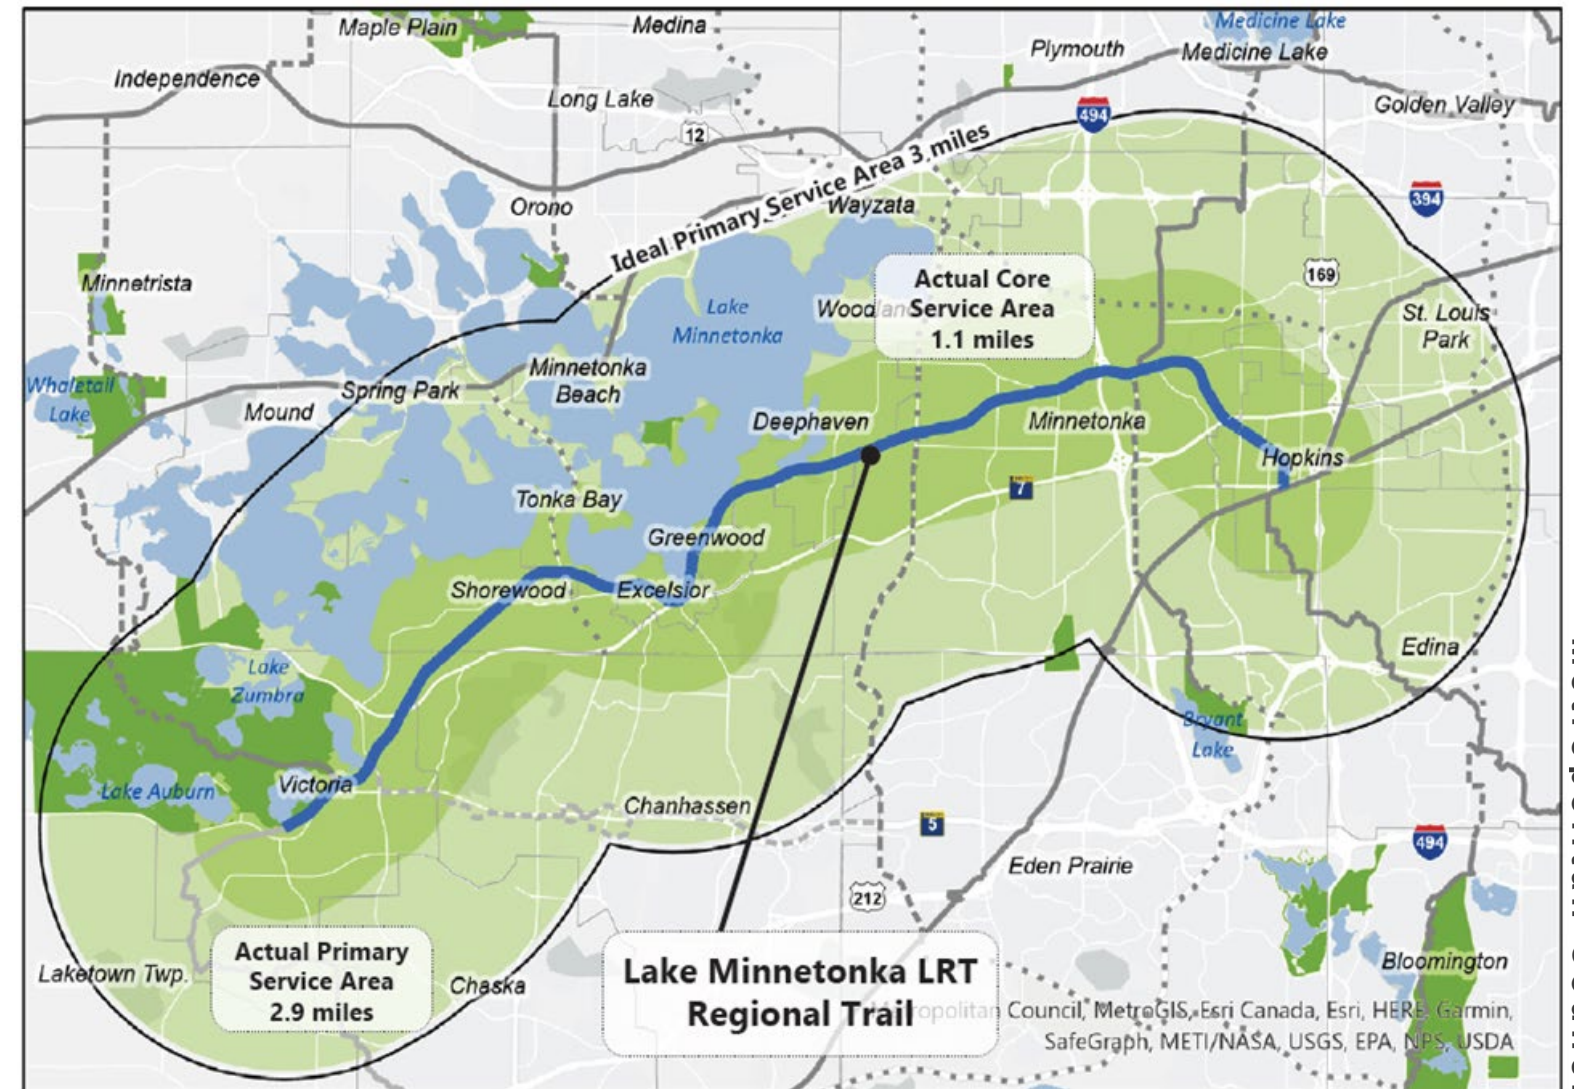 Maple Plain
Medina
Medicine Lake
Plymouth
Medicine Lake
Independence
Long Lake
Golden Valley
494
12
Ideal Primary Service Area 3 miles
394
Orono
Wayzata
Minnetrista
Actual Core
Service Area
1.1 miles
169
Lake
Minnetonka
St. Louis
Park
Minnetonka
Beach
Whaletail
Lake
Spring Park
Mound
Deephaven
Minnetonka
Hopkins
7
Tonka Bay
Greenwood
Shorewood
Excelsior
Edina
Lake
Zumbra
Bryant
Lake
Victoria
Lake Auburn
Chanhassen
5
494
Eden Prairie
212
Actual Primary
Service Area
2.9 miles
Laketown Twp.
Chaska
Lake Minnetonka LRT
Regional Trail
Bloomington
Council, MetroGIS, Esri Canada, Esri, HERE, Garmin,
SafeGraph, METI/NASA, USGS, EPA, NPS, USDA